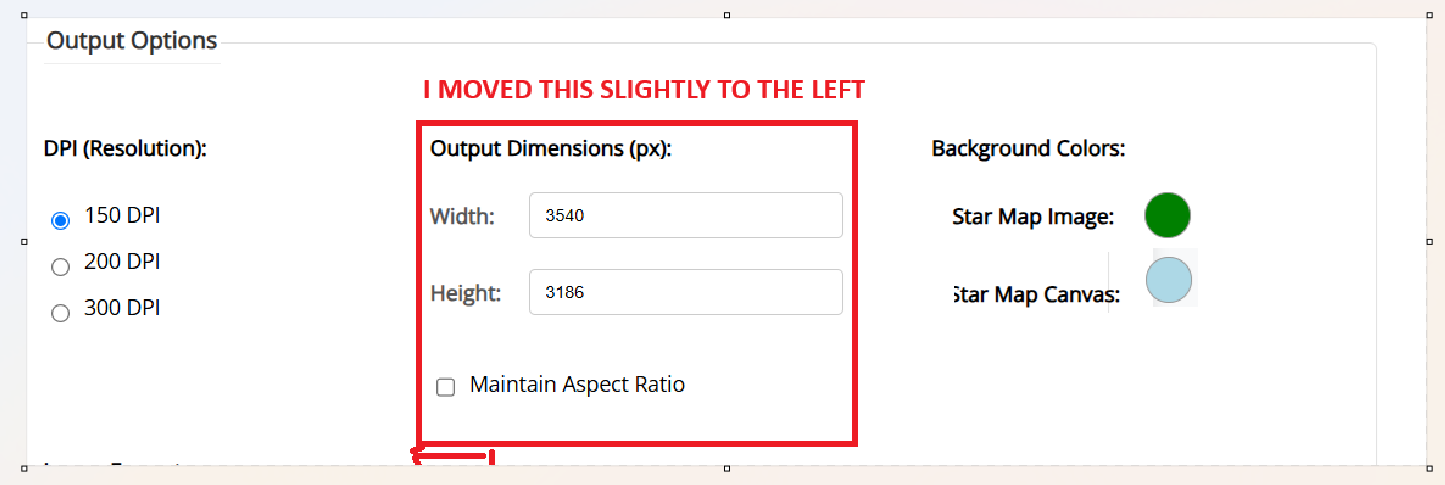 Output Options
I MOVED THIS SLIGHTLY TO THE LEFT
DPI (Resolution):
150 DPI
200 DPI
300 DPI
Output Dimensions (px):
Width: 3540
Height: 3186
Maintain Aspect Ratio
Background Colors:
Star Map Image:
Star Map Canvas: